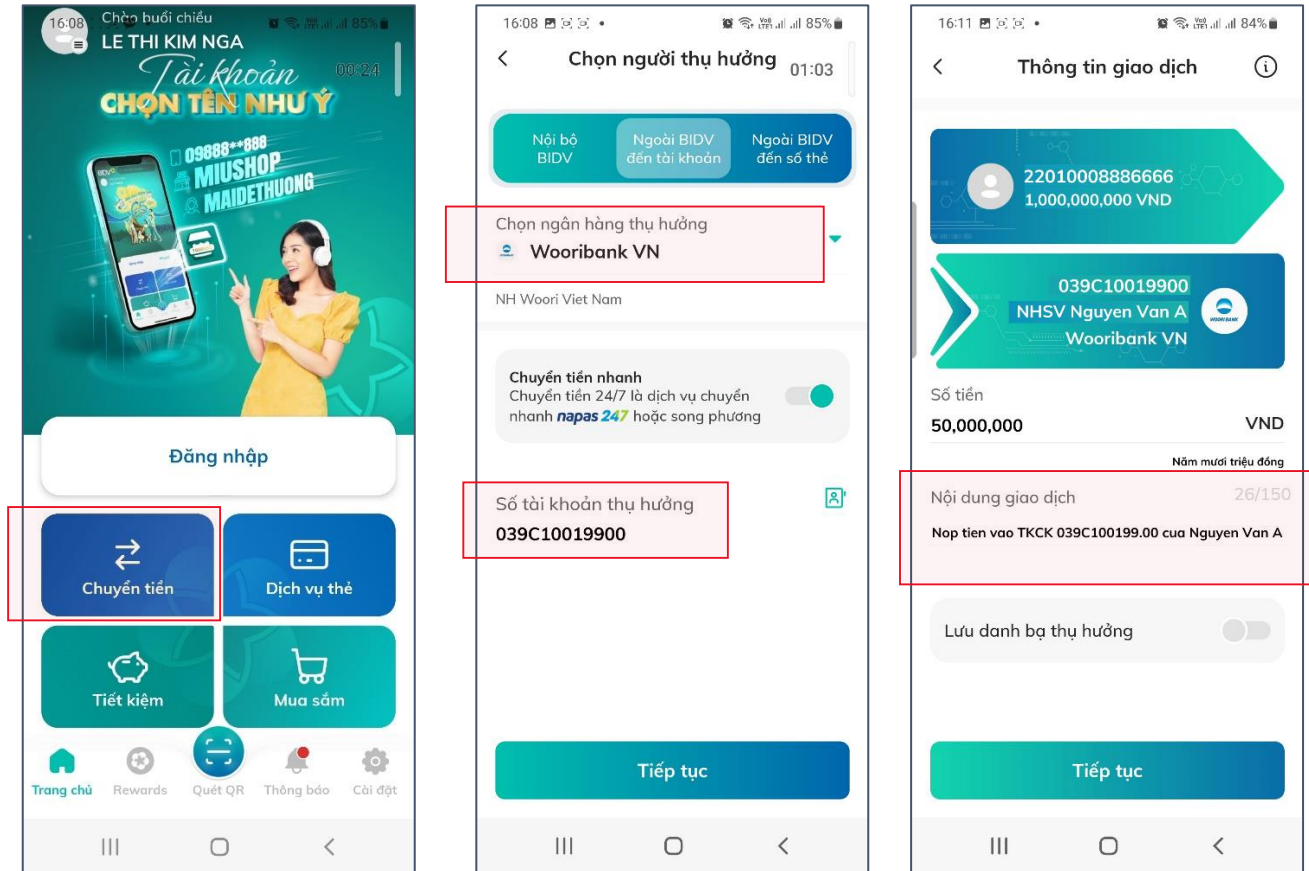 16:08
85%
Chào buổi chiều
LE THI KIM NGA
00:24
Tài khoản
CHỌN TÊN NHƯ Ý
09888**888
MIUSHOP
MAIDETHUONG
Đăng nhập
Chuyển tiền
Dịch vụ thẻ
Tiết kiệm
Mua sắm
Trang chủ
Rewards
Quét QR
Thông báo
Cài đặt
16:08
85%
Chọn người thụ hưởng
01:03
Nội bộ
BIDV
Ngoài BIDV
đến tài khoản
Ngoài BIDV
đến số thẻ
Chọn ngân hàng thụ hưởng
Wooribank VN
NH Woori Viet Nam
Chuyển tiền nhanh
Chuyển tiền 24/7 là dịch vụ chuyển
nhanh napas 247 hoặc song phương
Số tài khoản thụ hưởng
039C10019900
Tiếp tục
16:11
84%
Thông tin giao dịch
22010008886666
1,000,000,000 VND
039C10019900
NHSV Nguyen Van A
Wooribank VN
WOORI BANK
Số tiền
50,000,000 VND
Năm mươi triệu đồng
Nội dung giao dịch 26/150
Nop tien vao TKCK 039C100199.00 cua Nguyen Van A
Lưu danh bạ thụ hưởng
Tiếp tục